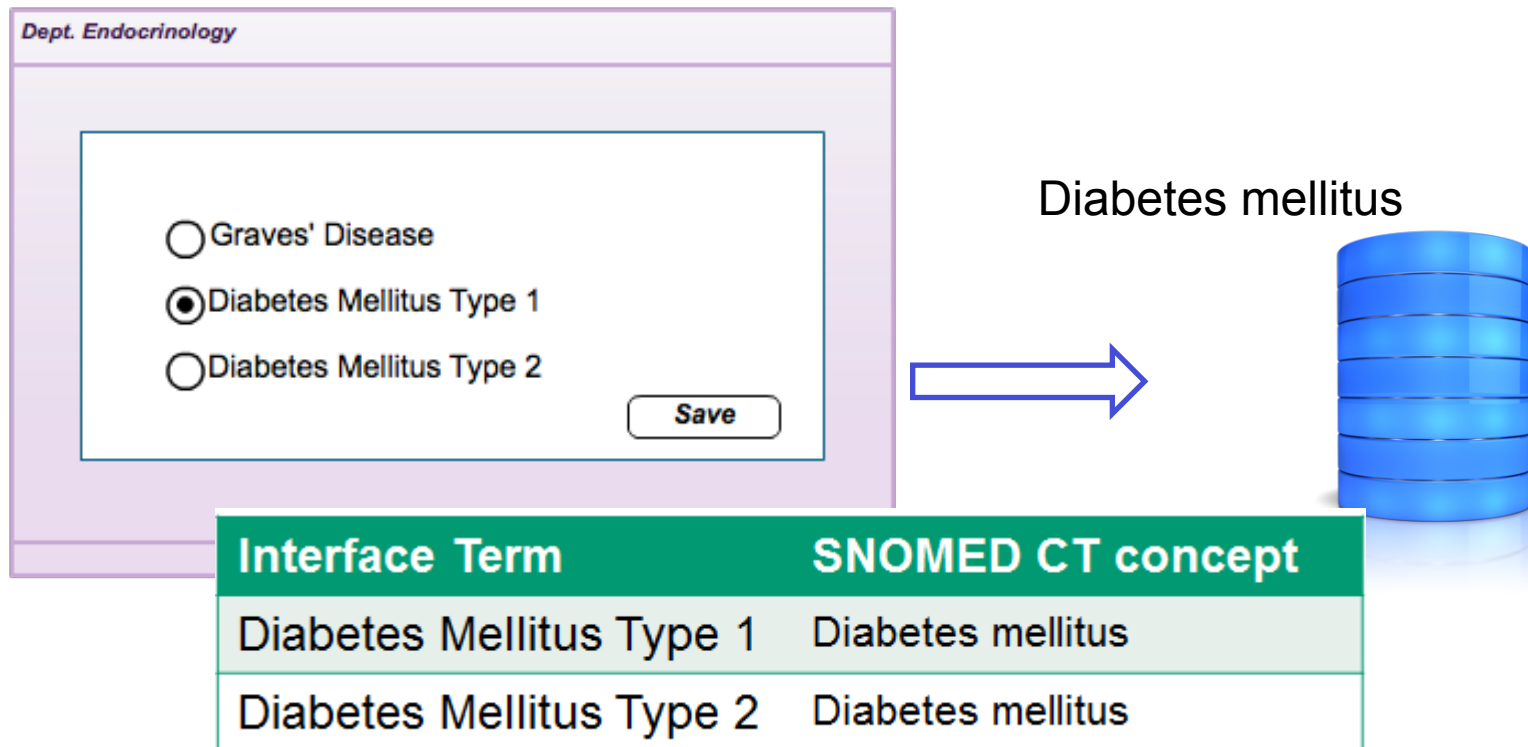 Dept. Endocrinology
Graves' Disease
Diabetes Mellitus Type 1
Diabetes Mellitus Type 2
Save
Diabetes mellitus
Interface Term SNOMED CT concept
Diabetes Mellitus Type 1 Diabetes mellitus
Diabetes Mellitus Type 2 Diabetes mellitus